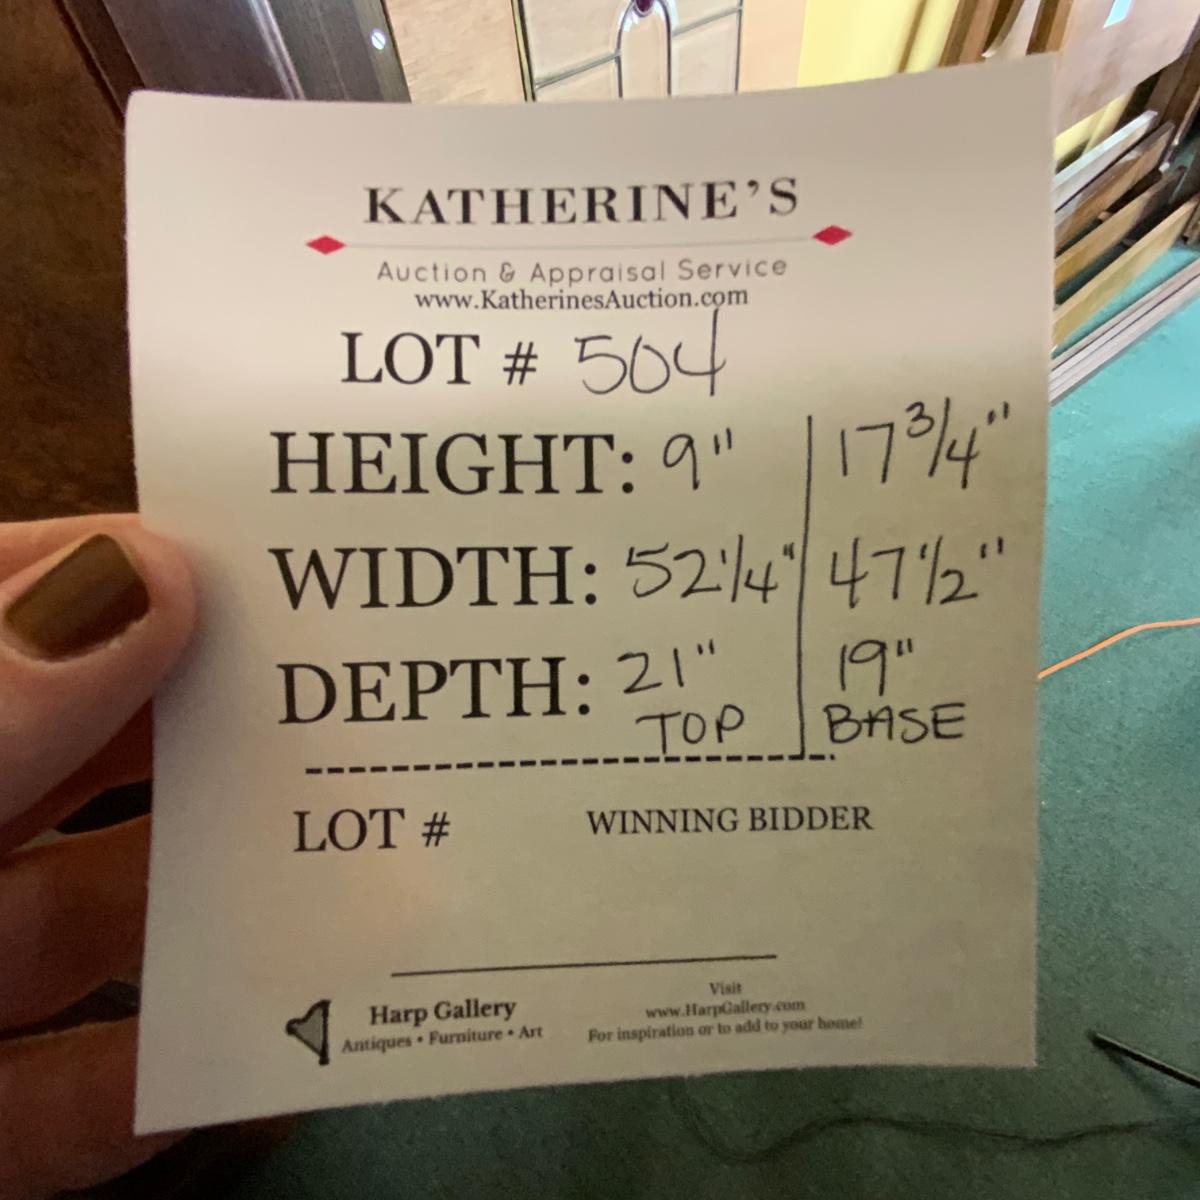 KATHERINE'S
Auction & Appraisal Service
www.KatherinesAuction.com
LOT # 504
HEIGHT: 9" 17 3/4"
WIDTH: 52 1/4" 47 1/2"
DEPTH: 21" 19"
TOP BASE
LOT # WINNING BIDDER
Harp Gallery
Antiques • Furniture • Art
Visit
www.HarpGallery.com
For inspiration or to add to your home!